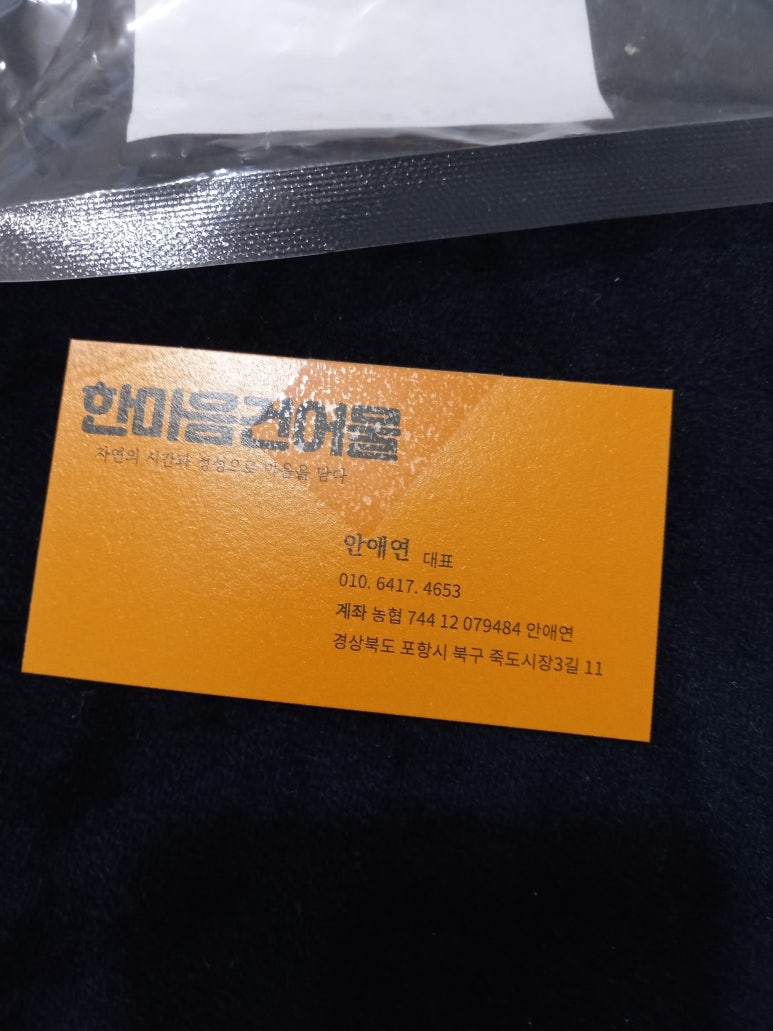 한마음건어물
자연의 시간과 정성으로 마음을 담다
안애연 대표
010. 6417. 4653
계좌 농협 744 12 079484 안애연
경상북도 포항시 북구 죽도시장3길 11